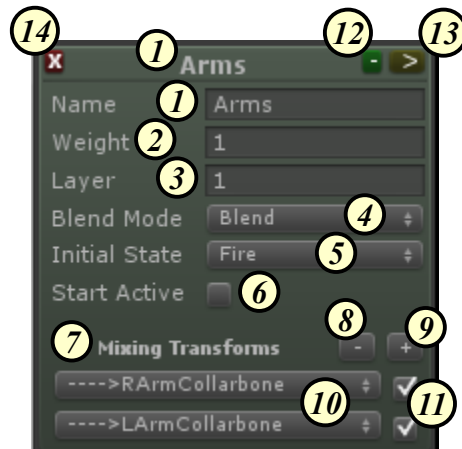 14 1 12 13
X Arms - >
Name 1 Arms
Weight 2 1
Layer 3 1
Blend Mode Blend 4
Initial State Fire 5
Start Active 6
7 Mixing Transforms 8 - 9 +
---->RArmCollarbone 10
---->LArmCollarbone 11